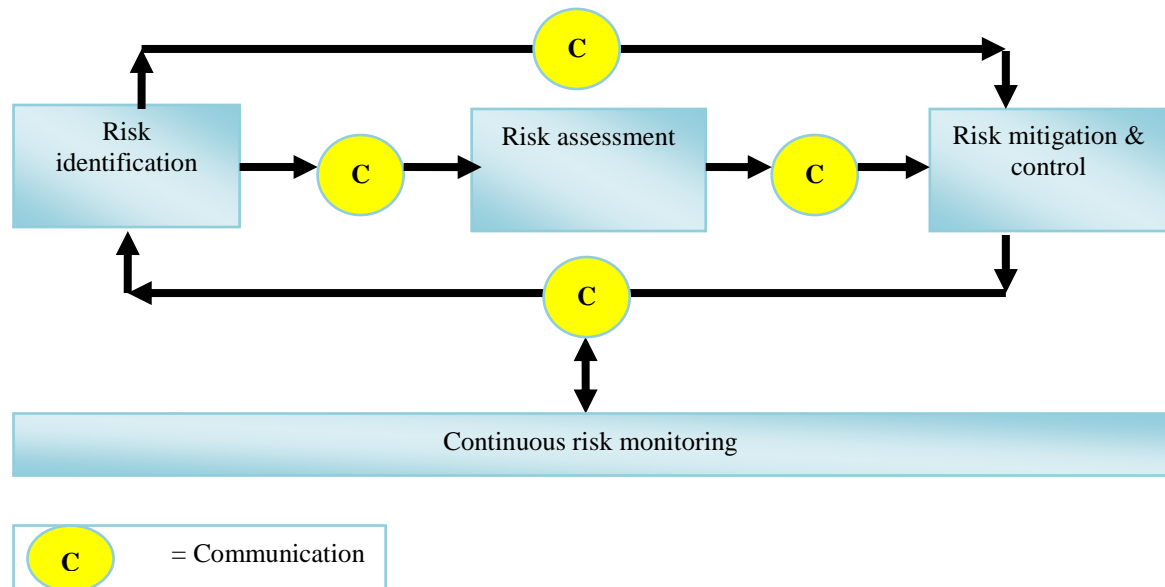 C
Risk
identification
C
Risk assessment
C
Risk mitigation &
control
C
Continuous risk monitoring
C = Communication